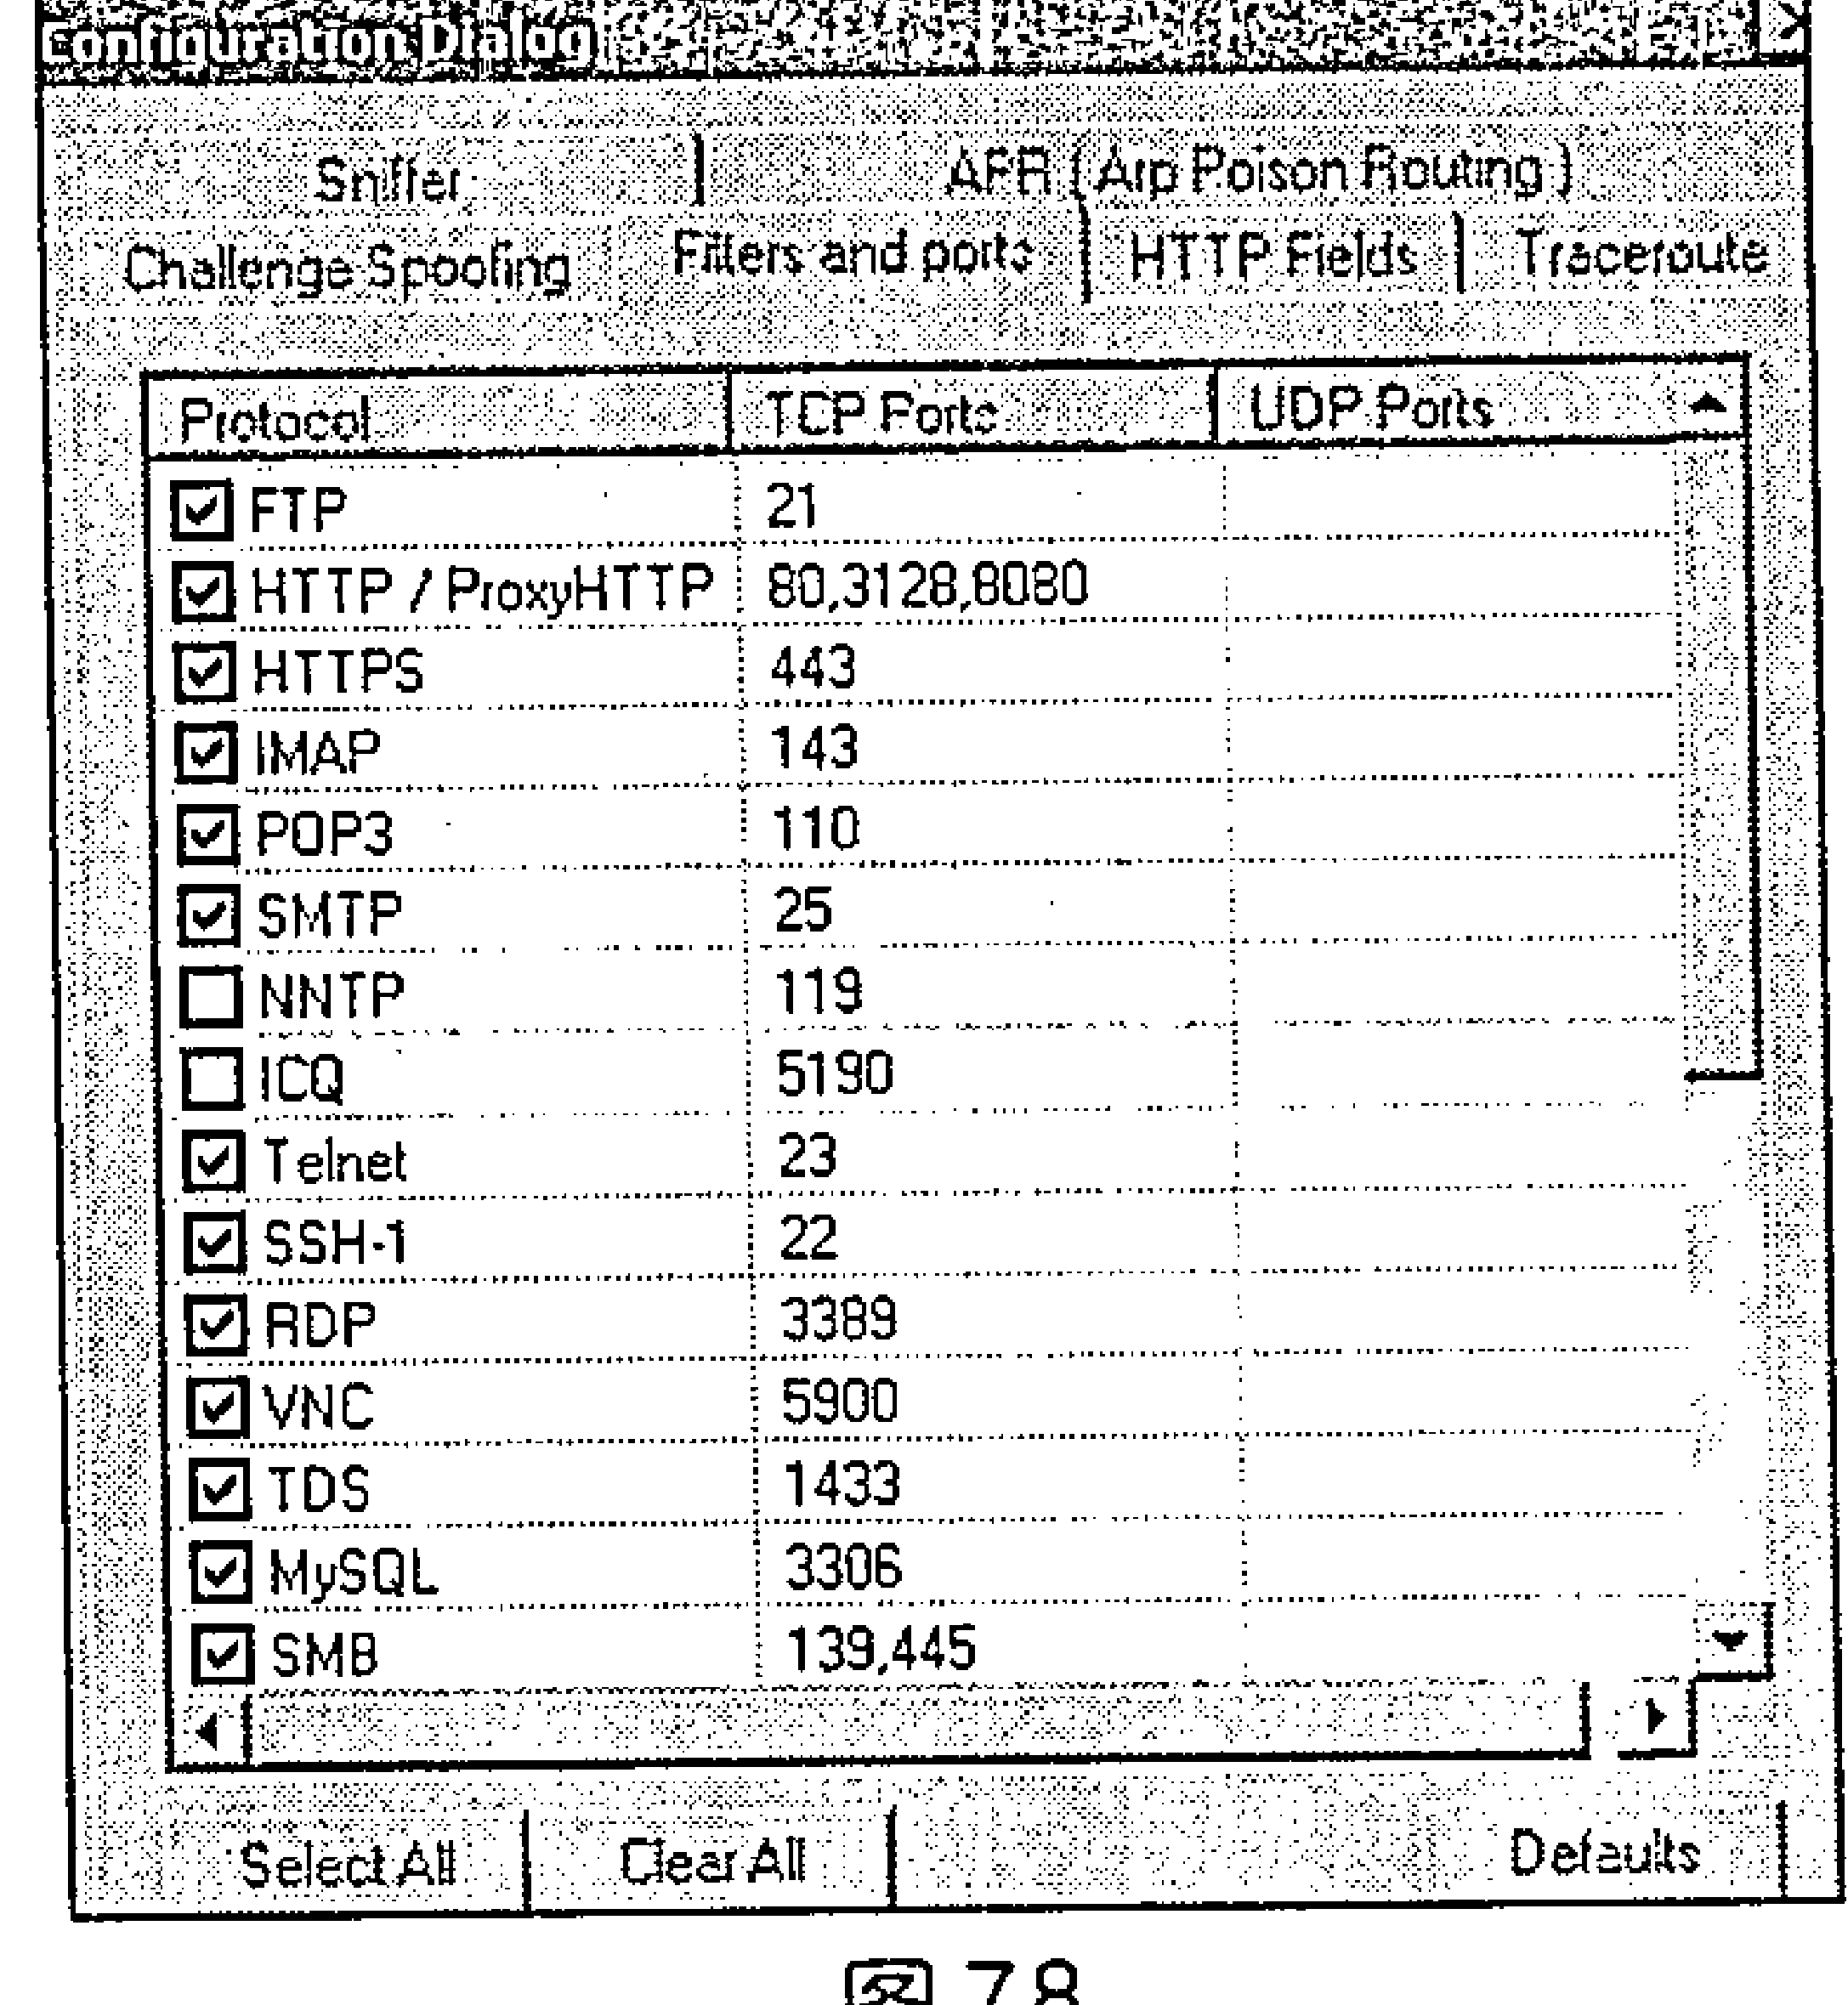 Configuration Dialog
Sniffer APR (Arp Poison Routing)
Challenge Spoofing Filters and ports HTTP Fields Traceroute
Protocol TCP Ports UDP Ports
FTP 21
HTTP / ProxyHTTP 80,3128,8080
HTTPS 443
IMAP 143
POP3 110
SMTP 25
NNTP 119
ICQ 5190
Telnet 23
SSH-1 22
RDP 3389
VNC 5900
TDS 1433
MySQL 3306
SMB 139,445
Select All Clear All Defaults
图 78